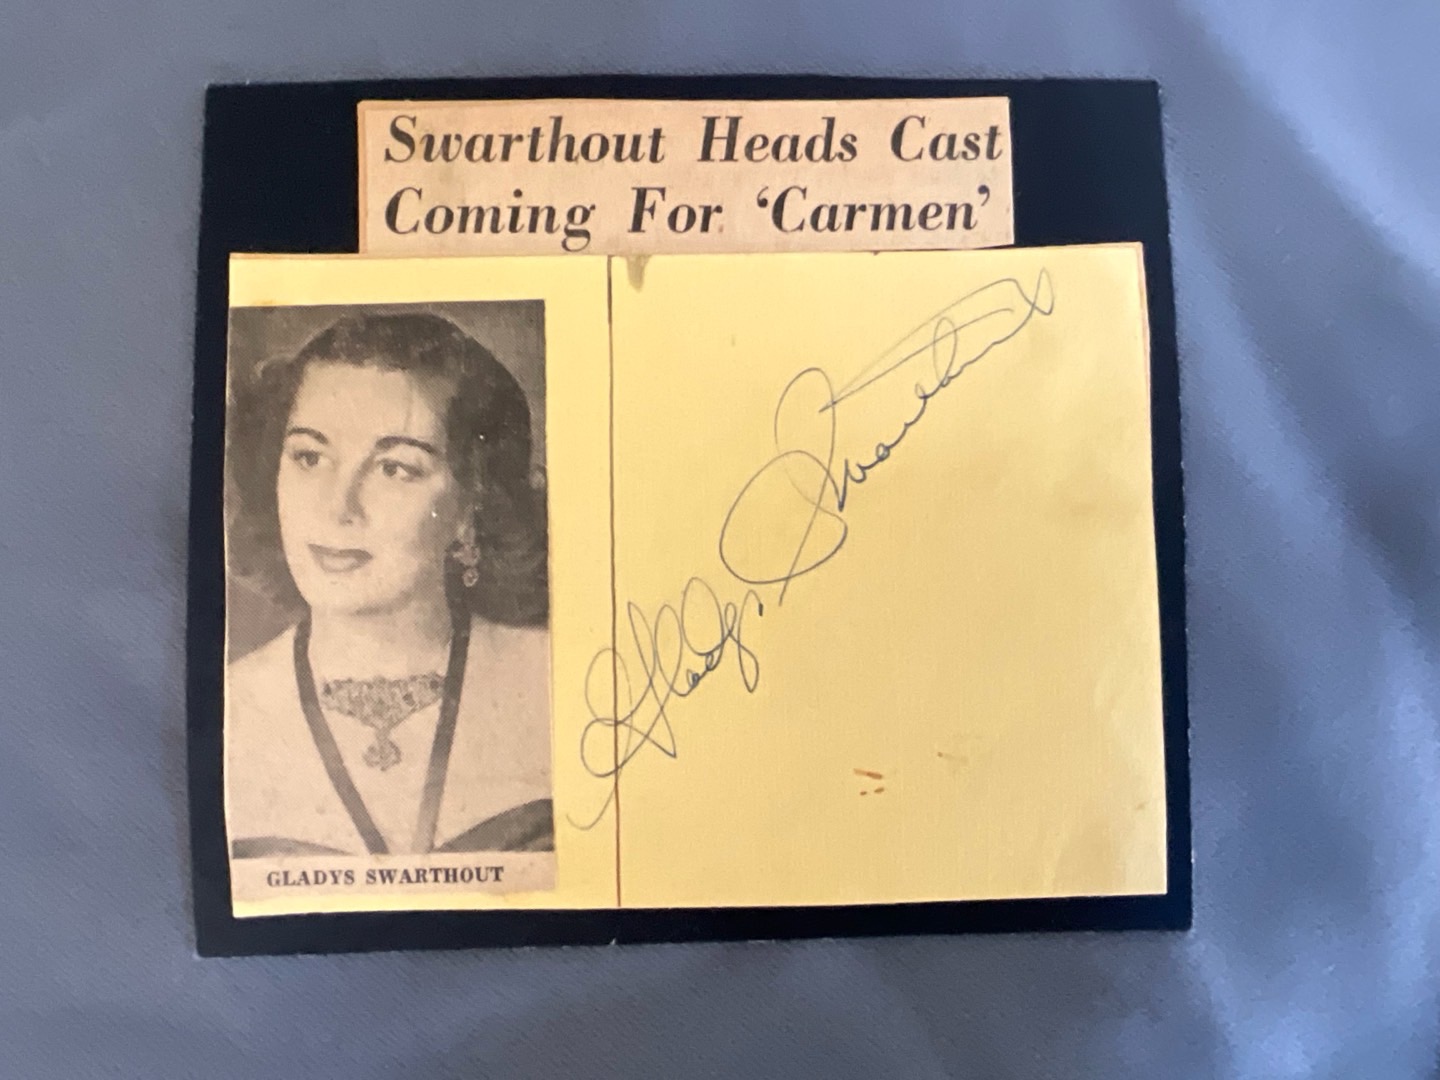 Swarthout Heads Cast
Coming For 'Carmen'
Gladys Swarthout
GLADYS SWARTHOUT